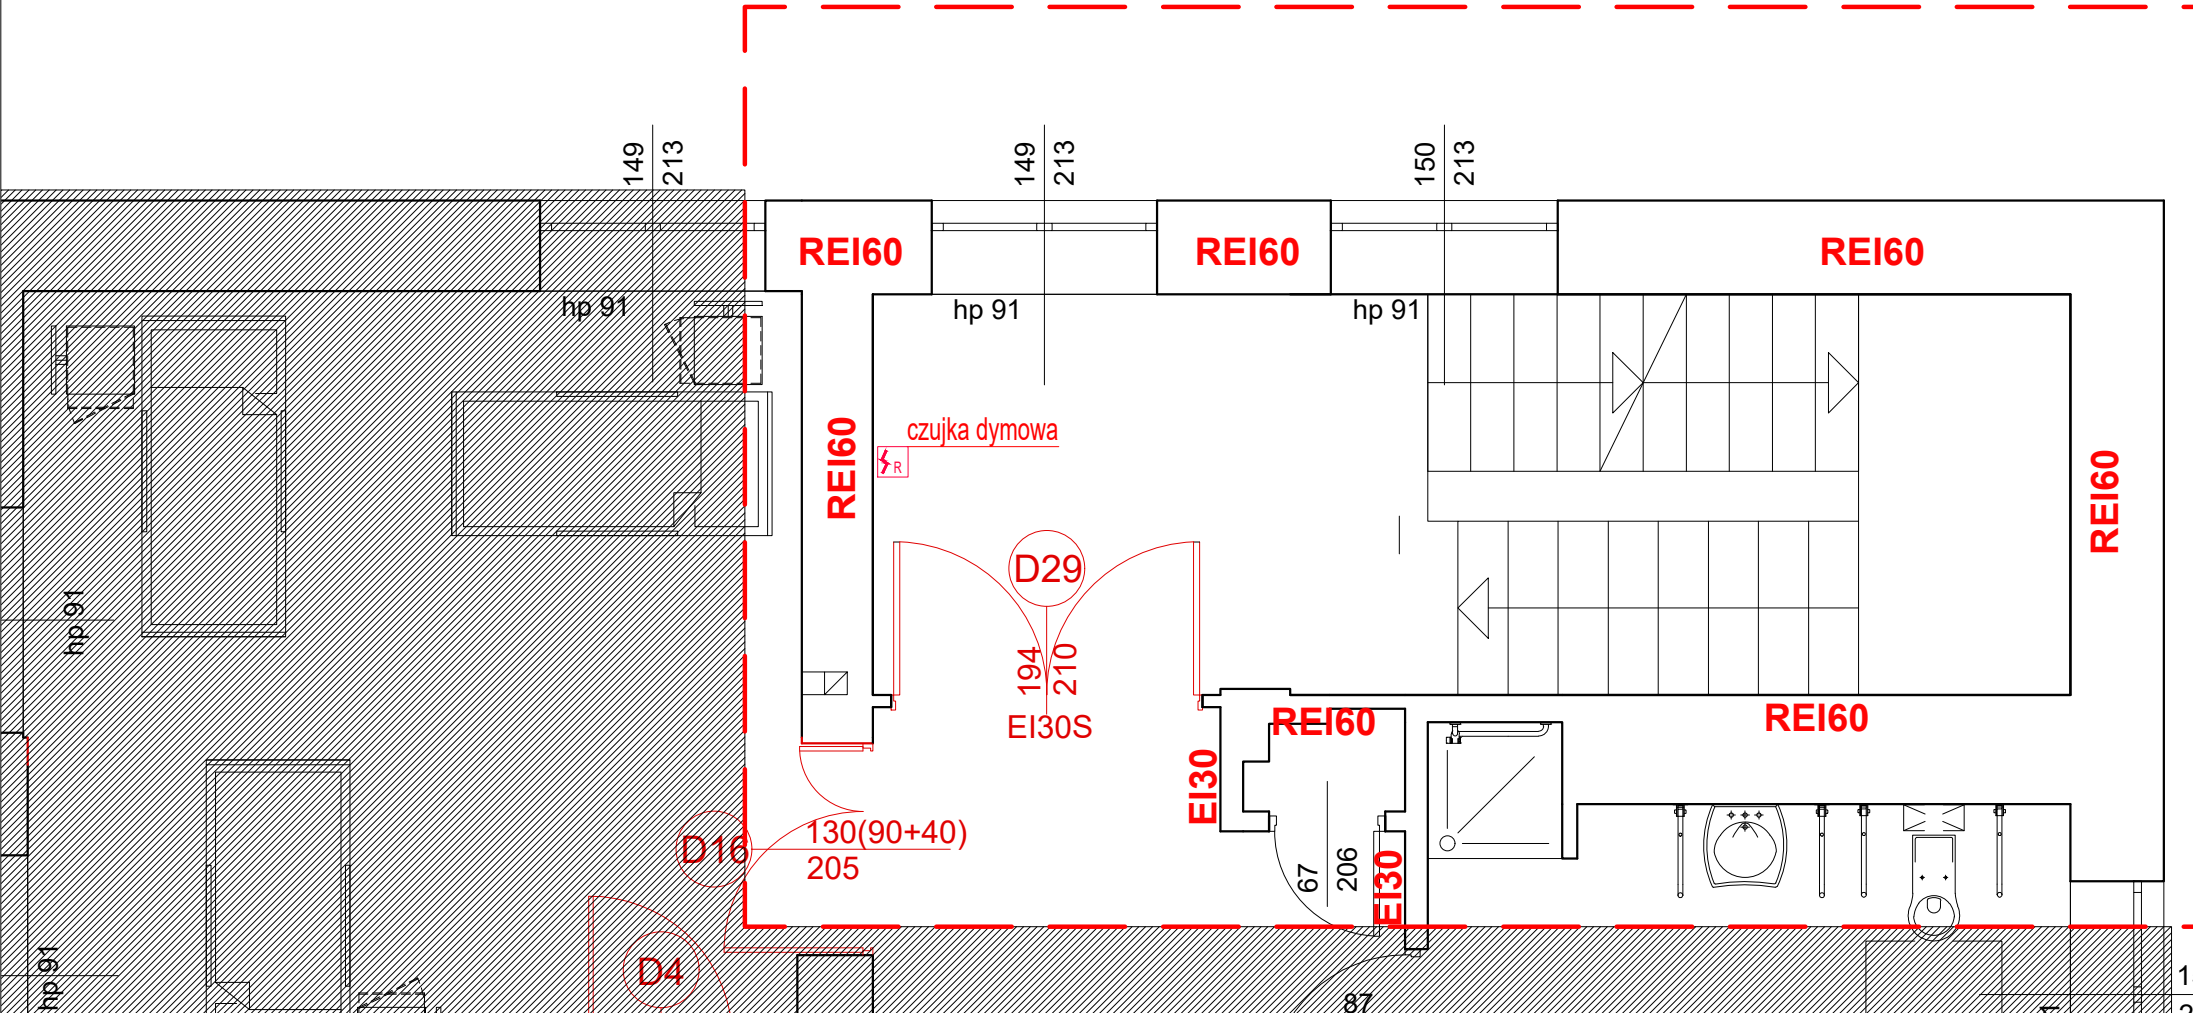 149
213
149
213
150
213
REI60
REI60
REI60
hp 91
hp 91
hp 91
czujka dymowa
R
REI60
REI60
D29
hp 91
194
210
EI30S
REI60
REI60
EI30
D16
130(90+40)
205
67
206
EI30
D4
hp 91
87